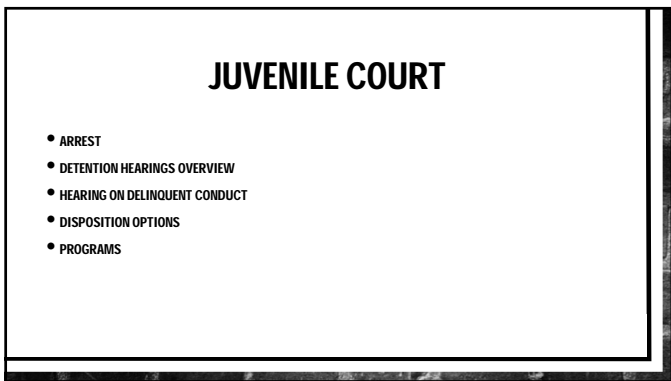 JUVENILE COURT
• ARREST
• DETENTION HEARINGS OVERVIEW
• HEARING ON DELINQUENT CONDUCT
• DISPOSITION OPTIONS
• PROGRAMS